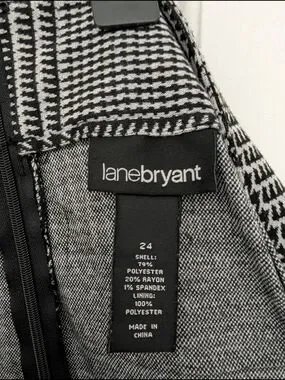 lanebryant
24
SHELL:
79%
POLYESTER
20% RAYON
1% SPANDEX
LINING:
100%
POLYESTER
MADE IN
CHINA